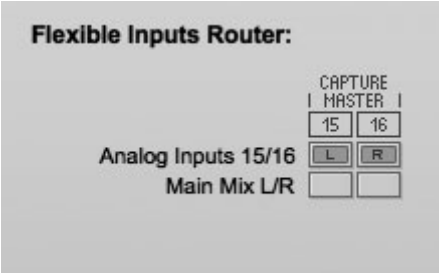 Flexible Inputs Router:
CAPTURE
| MASTER |
15 16
Analog Inputs 15/16 L R
Main Mix L/R